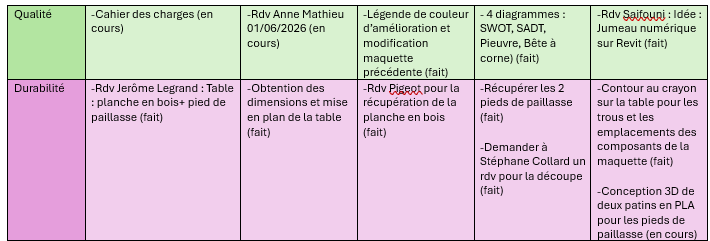 Qualité
-Cahier des charges (en
cours)
-Rdv Anne Mathieu
01/06/2026 (en
cours)
-Légende de couleur
d'amélioration et
modification
maquette
précédente (fait)
- 4 diagrammes :
SWOT, SADT,
Pieuvre, Bête à
corne) (fait)
-Rdv Saifouni : Idée :
Jumeau numérique
sur Revit (fait)
Durabilité
-Rdv Jerôme Legrand : Table
: planche en bois+ pied de
paillasse (fait)
-Obtention des
dimensions et mise
en plan de la table
(fait)
-Rdv Pigeot pour la
récupération de la
planche en bois
(fait)
-Récupérer les 2
pieds de paillasse
(fait)
-Demander à
Stéphane Collard un
rdv pour la découpe
(fait)
-Contour au crayon
sur la table pour les
trous et les
emplacements des
composants de la
maquette (fait)
-Conception 3D de
deux patins en PLA
pour les pieds de
paillasse (en cours)